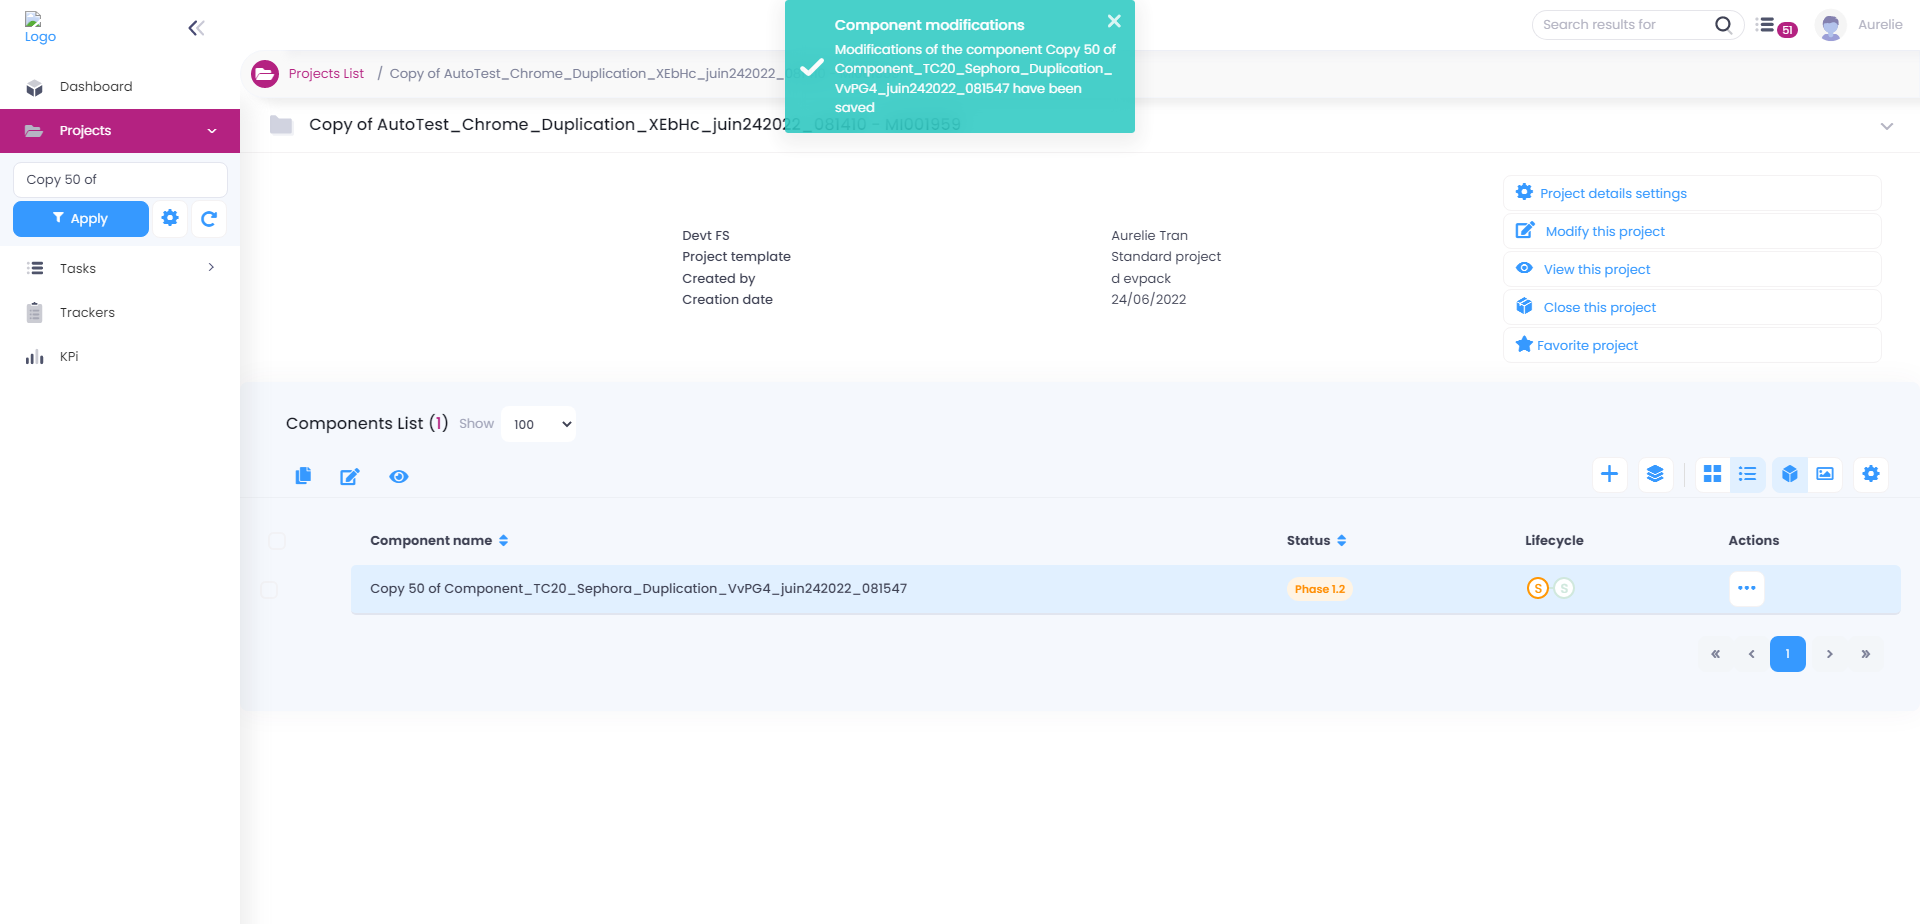 Logo
Component modifications
Modifications of the component Copy 50 of
Component_TC20_Sephora_Duplication_
VvPG4_juin242022_081547 have been
saved
Search results for
51
Aurelie
Dashboard
Projects
Copy 50 of
Apply
Tasks
Trackers
KPi
Projects List / Copy of AutoTest_Chrome_Duplication_XEbHc_juin242022_
Copy of AutoTest_Chrome_Duplication_XEbHc_juin242022_081410 - MI001959
Devt FS Aurelie Tran
Project template Standard project
Created by d evpack
Creation date 24/06/2022
Project details settings
Modify this project
View this project
Close this project
Favorite project
Components List (1) Show 100
Component name Status Lifecycle Actions
Copy 50 of Component_TC20_Sephora_Duplication_VvPG4_juin242022_081547 Phase 1.2 S S
« ‹ 1 › »